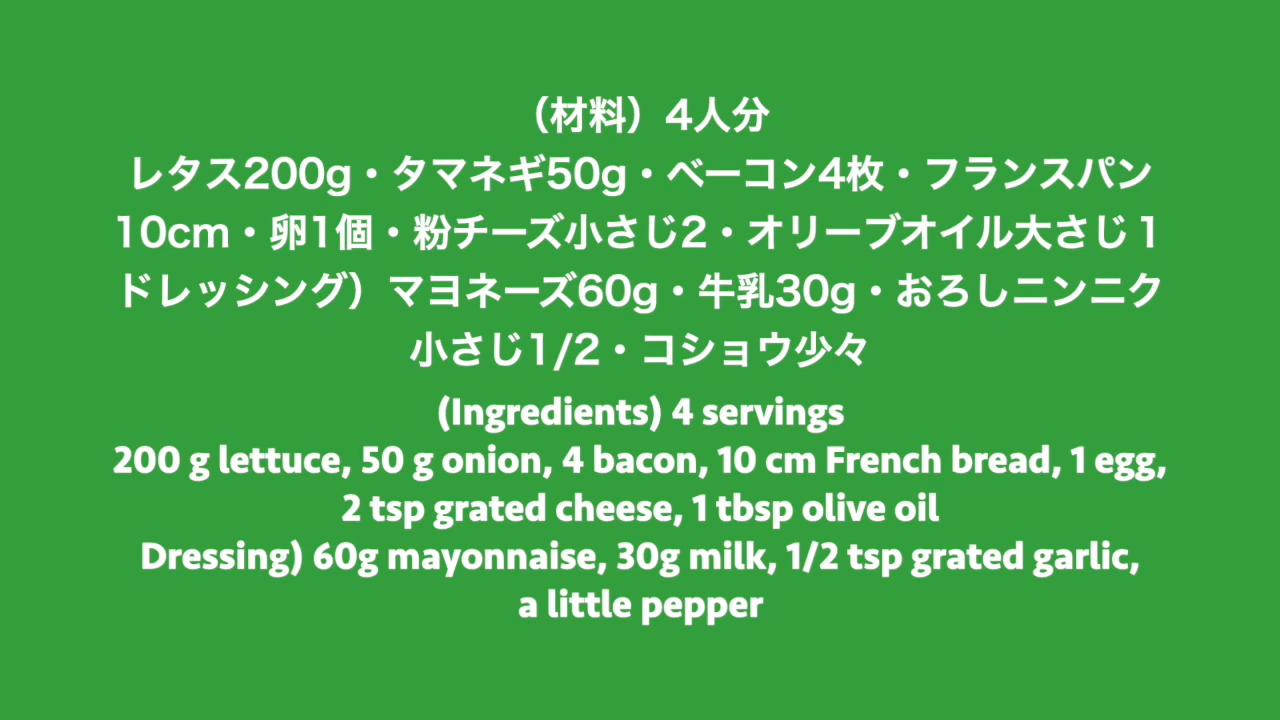 （材料）4人分
レタス200g・タマネギ50g・ベーコン4枚・フランスパン
10cm・卵1個・粉チーズ小さじ2・オリーブオイル大さじ１
ドレッシング）マヨネーズ60g・牛乳30g・おろしニンニク
小さじ1/2・コショウ少々
(Ingredients) 4 servings
200 g lettuce, 50 g onion, 4 bacon, 10 cm French bread, 1 egg,
2 tsp grated cheese, 1 tbsp olive oil
Dressing) 60g mayonnaise, 30g milk, 1/2 tsp grated garlic,
a little pepper